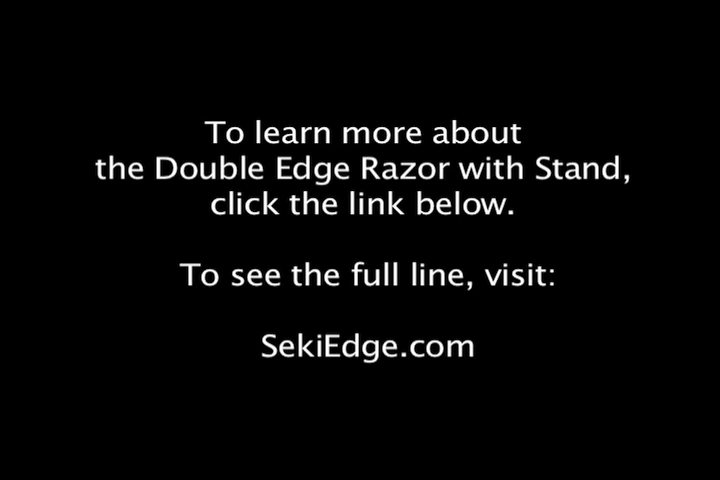 To learn more about
the Double Edge Razor with Stand,
click the link below.
To see the full line, visit:
SekiEdge.com